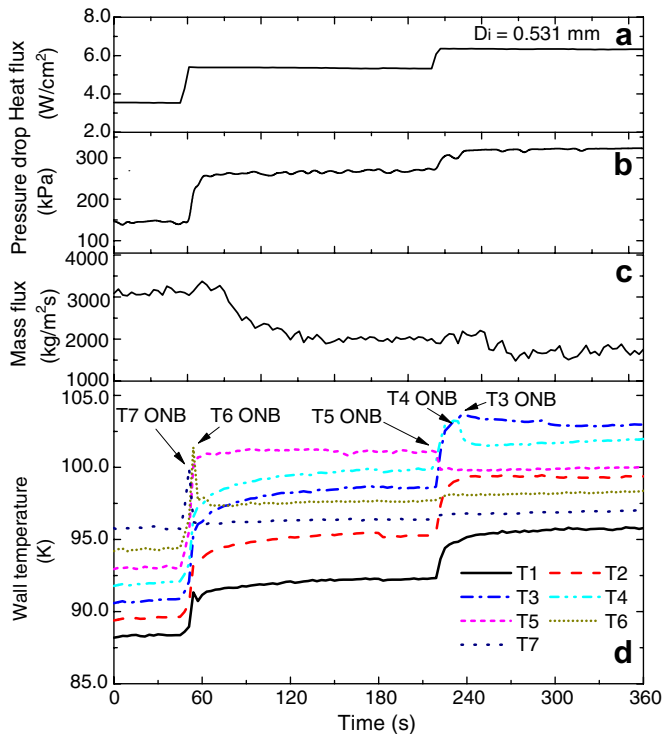 Heat flux
(W/cm²)
8.0
6.0
4.0
2.0
Di = 0.531 mm
a
Pressure drop
(kPa)
300
200
100
b
Mass flux
(kg/m²s)
4000
3000
2000
1000
c
Wall temperature
(K)
105.0
100.0
95.0
90.0
85.0
T7 ONB
T6 ONB
T5 ONB
T4 ONB
T3 ONB
T1
T2
T3
T4
T5
T6
T7
d
0
60
120
180
240
300
360
Time (s)